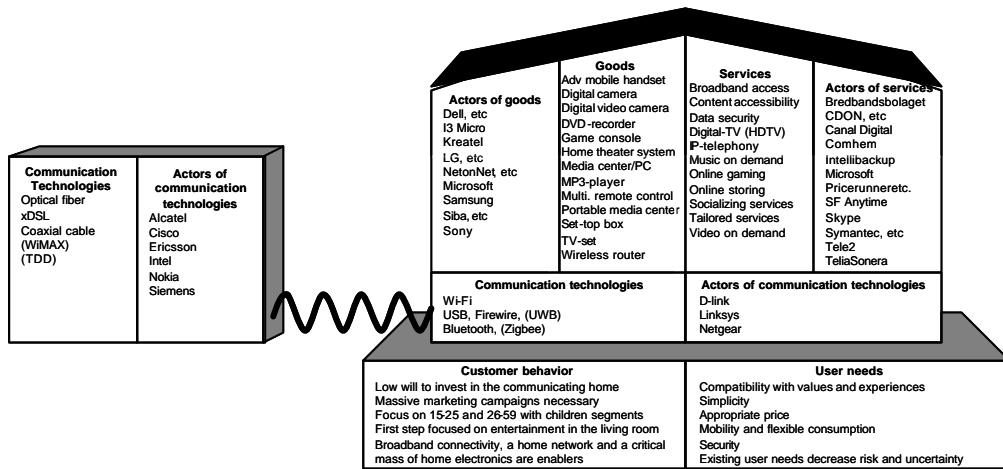 Communication
Technologies
Optical fiber
xDSL
Coaxial cable
(WiMAX)
(TDD)
Actors of
communication
technologies
Alcatel
Cisco
Ericsson
Intel
Nokia
Siemens
Actors of goods
Dell, etc
I3 Micro
Kreatel
LG, etc
NetonNet, etc
Microsoft
Samsung
Siba, etc
Sony
Goods
Adv mobile handset
Digital camera
Digital video camera
DVD-recorder
Game console
Home theater system
Media center/PC
MP3-player
Multi. remote control
Portable media center
Set-top box
TV-set
Wireless router
Services
Broadband access
Content accessibility
Data security
Digital-TV (HDTV)
IP-telephony
Music on demand
Online gaming
Online storing
Socializing services
Tailored services
Video on demand
Actors of services
Bredbandsbolaget
CDON, etc
Canal Digital
Comhem
Intellibackup
Microsoft
Pricerunneretc.
SF Anytime
Skype
Symantec, etc
Tele2
TeliaSonera
Communication technologies
Wi-Fi
USB, Firewire, (UWB)
Bluetooth, (Zigbee)
Actors of communication technologies
D-link
Linksys
Netgear
Customer behavior
Low will to invest in the communicating home
Massive marketing campaigns necessary
Focus on 15-25 and 26-59 with children segments
First step focused on entertainment in the living room
Broadband connectivity, a home network and a critical
mass of home electronics are enablers
User needs
Compatibility with values and experiences
Simplicity
Appropriate price
Mobility and flexible consumption
Security
Existing user needs decrease risk and uncertainty